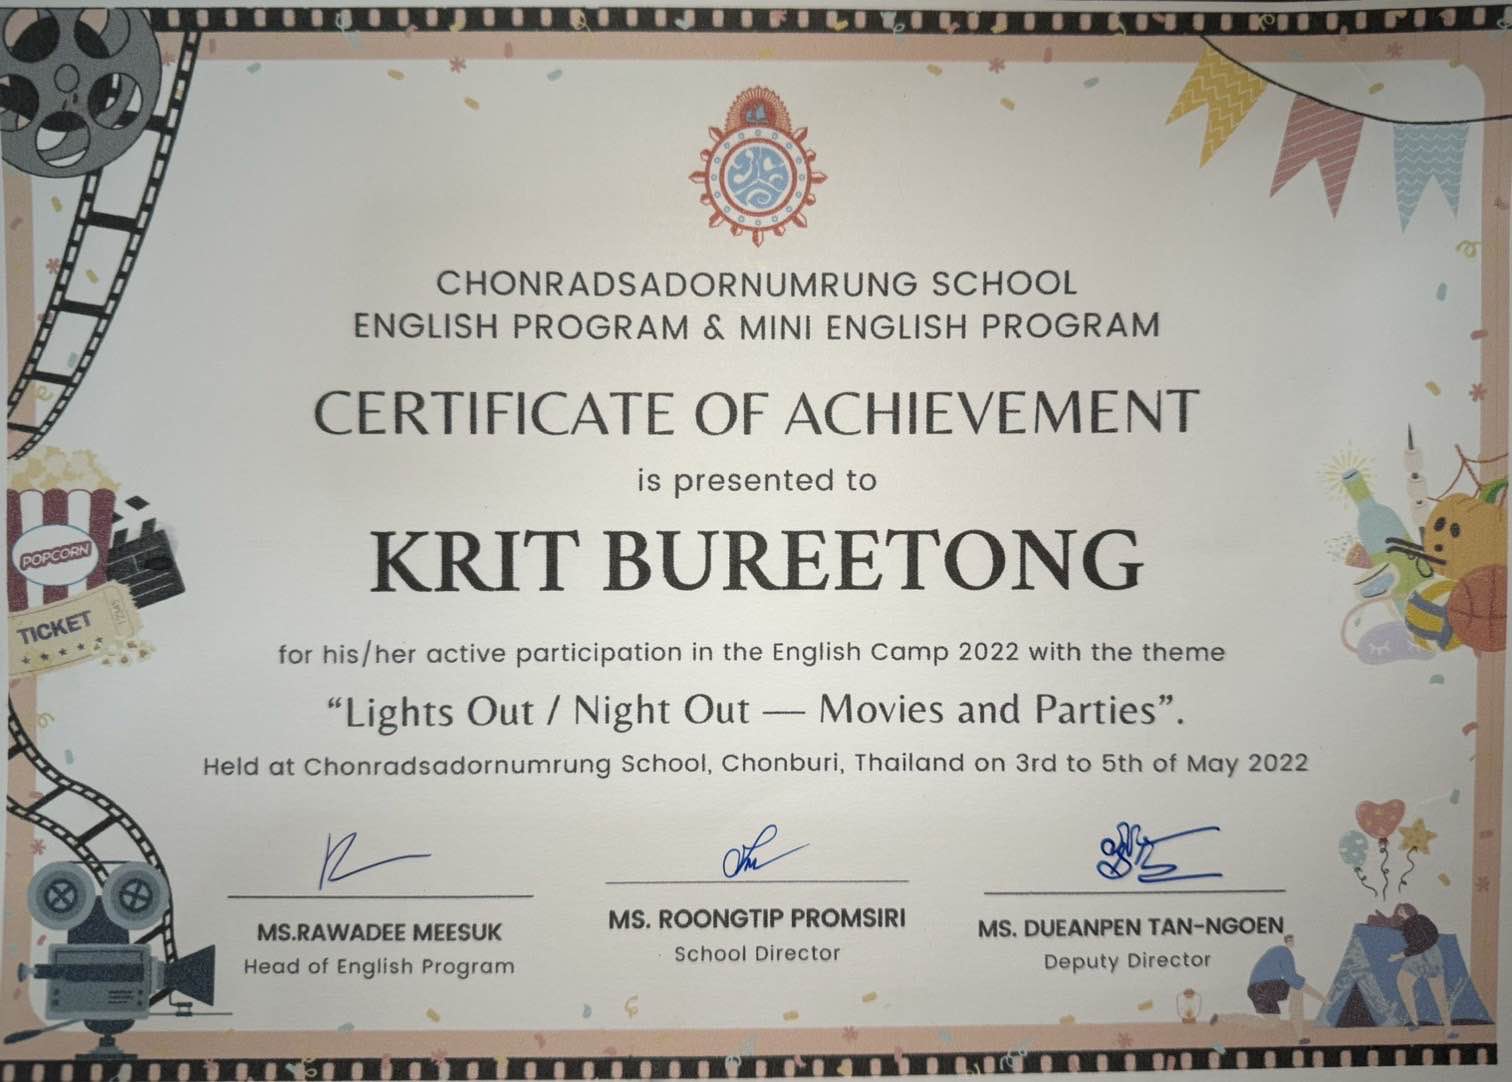 CHONRADSADORNUMRUNG SCHOOL
ENGLISH PROGRAM & MINI ENGLISH PROGRAM
CERTIFICATE OF ACHIEVEMENT
is presented to
KRIT BUREETONG
for his/her active participation in the English Camp 2022 with the theme
“Lights Out / Night Out — Movies and Parties”.
Held at Chonradsadornumrung School, Chonburi, Thailand on 3rd to 5th of May 2022
MS.RAWADEE MEESUK
Head of English Program
MS. ROONGTIP PROMSIRI
School Director
MS. DUEANPEN TAN-NGOEN
Deputy Director
POPCORN
TICKET